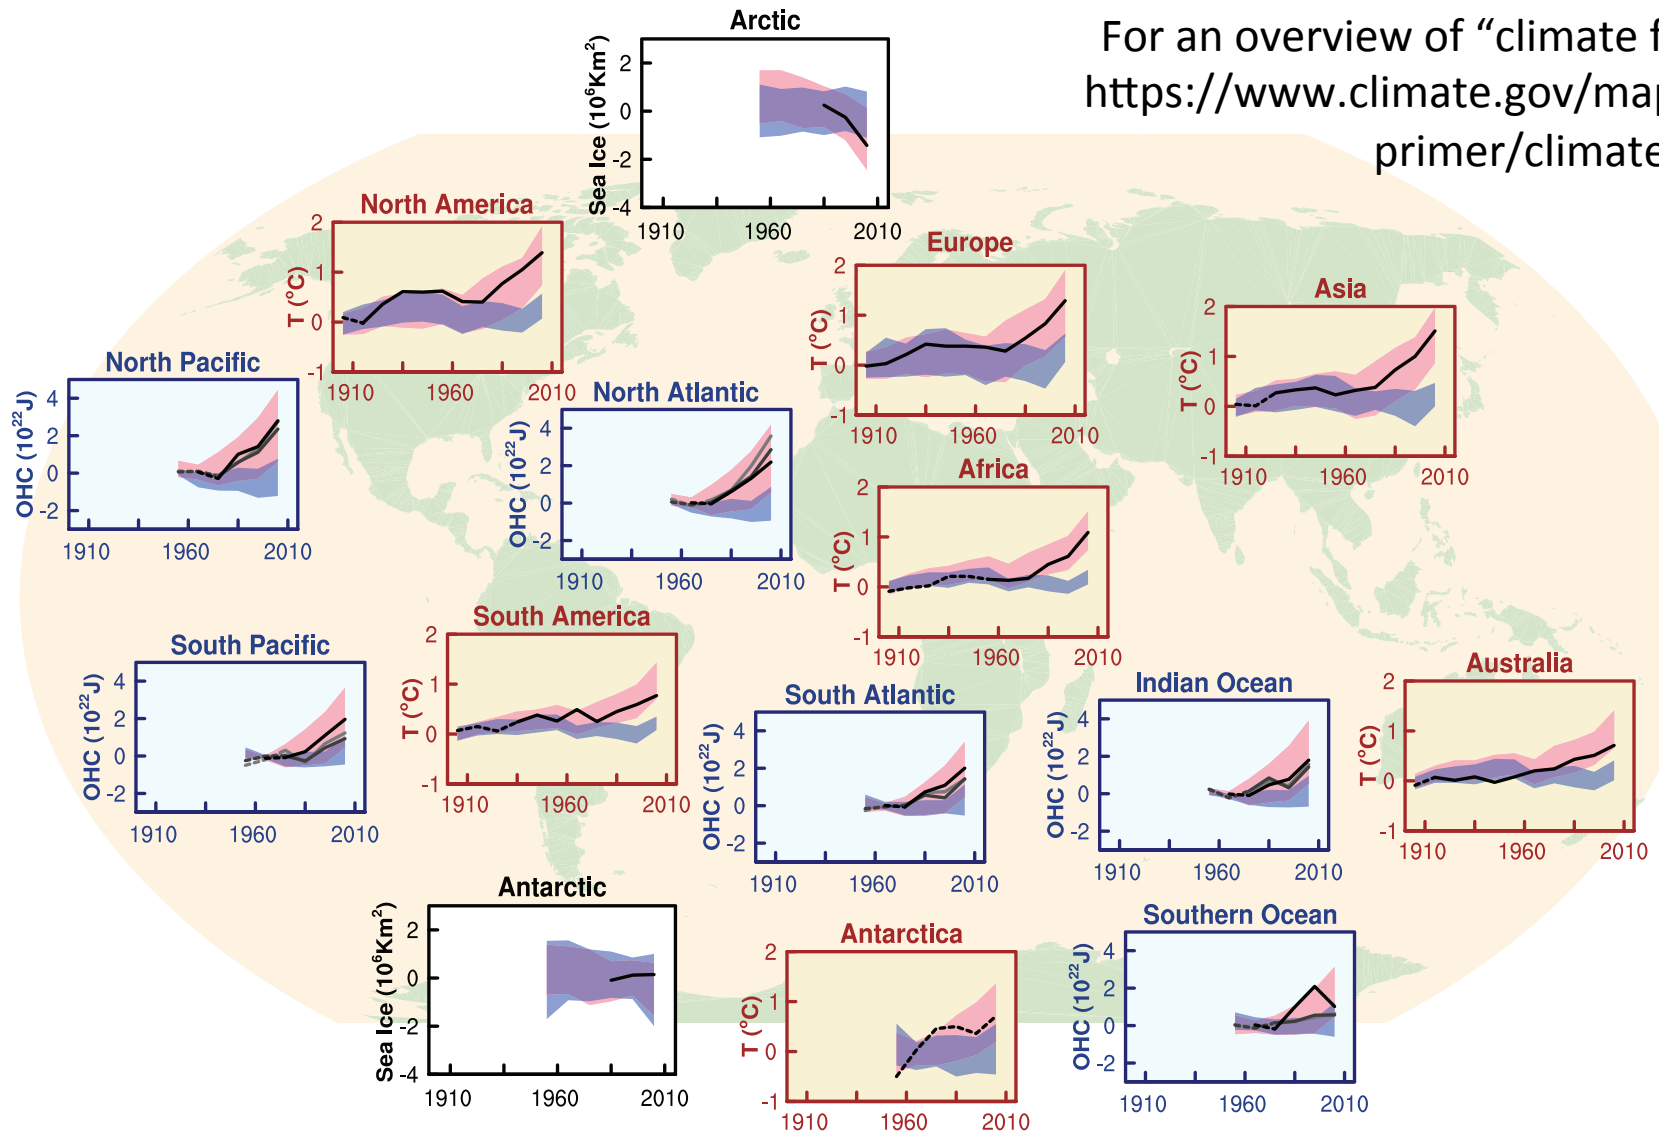 For an overview of “climate f
https://www.climate.gov/map
primer/climate
Arctic
Sea Ice (10⁶Km²)
2
0
-2
-4
1910 1960 2010
North America
T (°C)
2
1
0
-1
1910 1960 2010
Europe
T (°C)
2
1
0
-1
1910 1960 2010
Asia
T (°C)
2
1
0
-1
1910 1960 2010
North Pacific
OHC (10²²J)
4
2
0
-2
1910 1960 2010
North Atlantic
OHC (10²²J)
4
2
0
-2
1910 1960 2010
Africa
T (°C)
2
1
0
-1
1910 1960 2010
South Pacific
OHC (10²²J)
4
2
0
-2
1910 1960 2010
South America
T (°C)
2
1
0
-1
1910 1960 2010
South Atlantic
OHC (10²²J)
4
2
0
-2
1910 1960 2010
Indian Ocean
OHC (10²²J)
4
2
0
-2
1910 1960 2010
Australia
T (°C)
2
1
0
-1
1910 1960 2010
Antarctic
Sea Ice (10⁶Km²)
2
0
-2
-4
1910 1960 2010
Antarctica
T (°C)
2
1
0
-1
1910 1960 2010
Southern Ocean
OHC (10²²J)
4
2
0
-2
1910 1960 2010